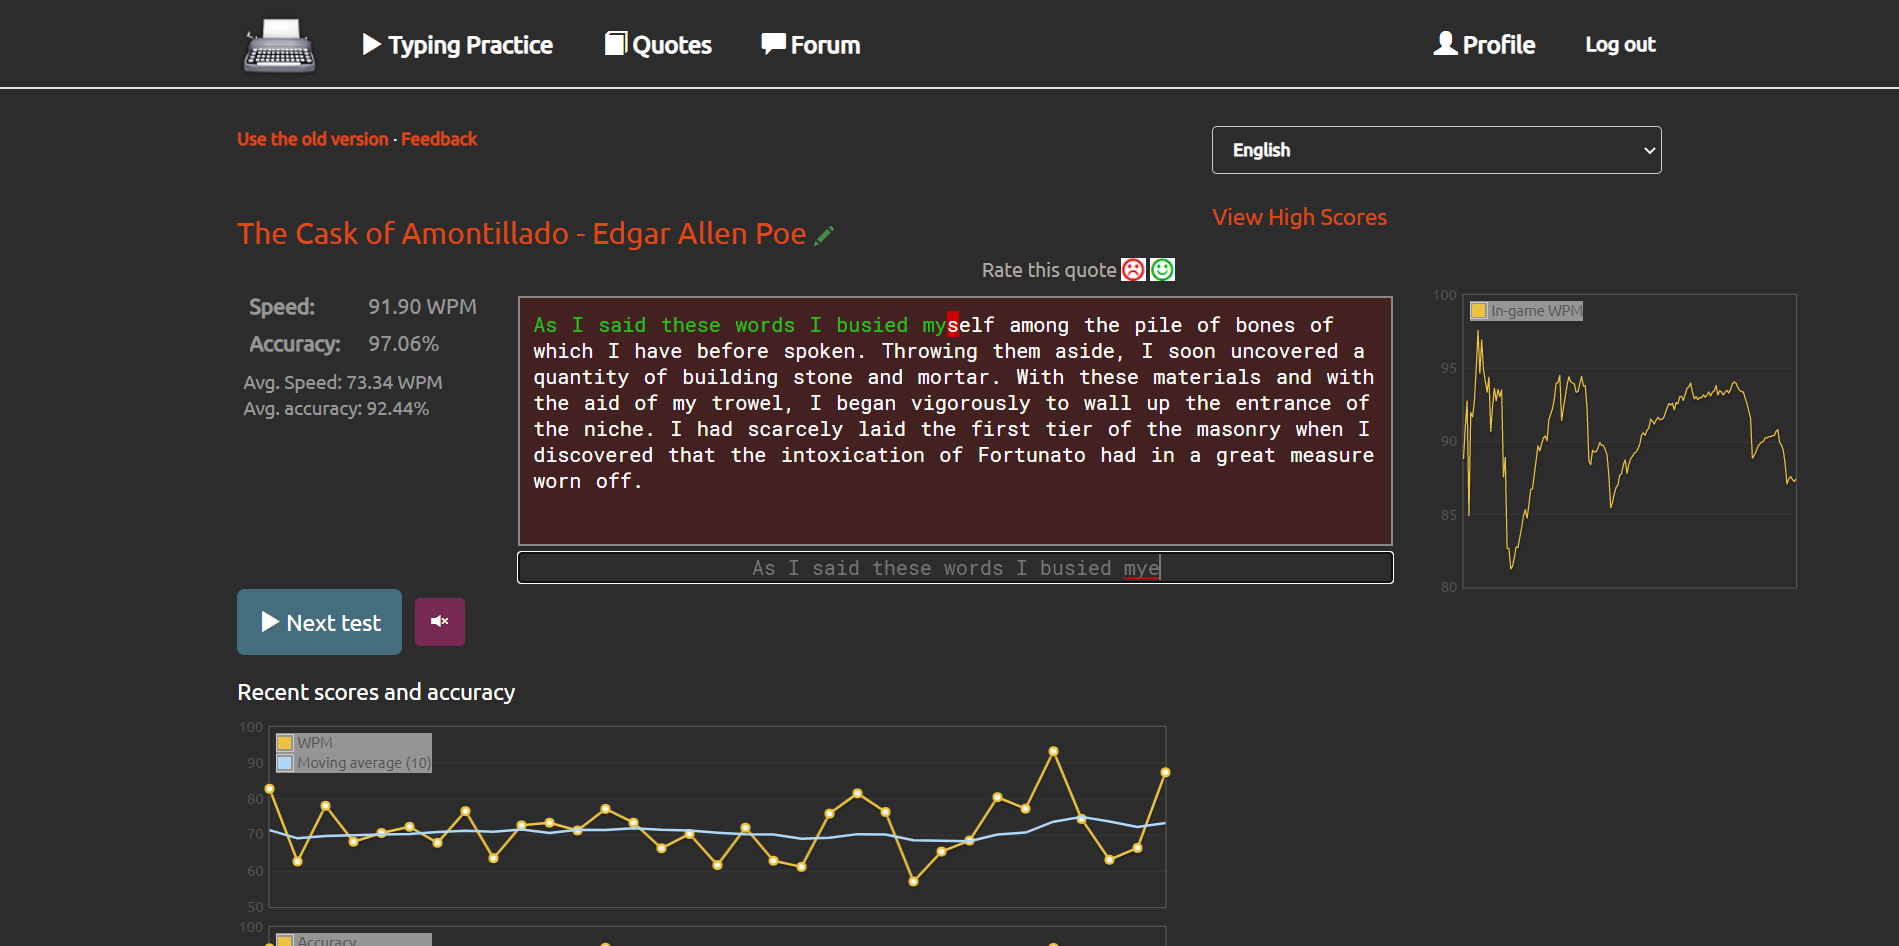 Typing Practice
Quotes
Forum
Profile
Log out
Use the old version · Feedback
English
View High Scores
The Cask of Amontillado - Edgar Allen Poe
Rate this quote
Speed: 91.90 WPM
Accuracy: 97.06%
Avg. Speed: 73.34 WPM
Avg. accuracy: 92.44%
As I said these words I busied myself among the pile of bones of
which I have before spoken. Throwing them aside, I soon uncovered a
quantity of building stone and mortar. With these materials and with
the aid of my trowel, I began vigorously to wall up the entrance of
the niche. I had scarcely laid the first tier of the masonry when I
discovered that the intoxication of Fortunato had in a great measure
worn off.
As I said these words I busied mye
100
In-game WPM
95
90
85
80
Next test
Recent scores and accuracy
100
WPM
90
Moving average (10)
80
70
60
50
100
Accuracy